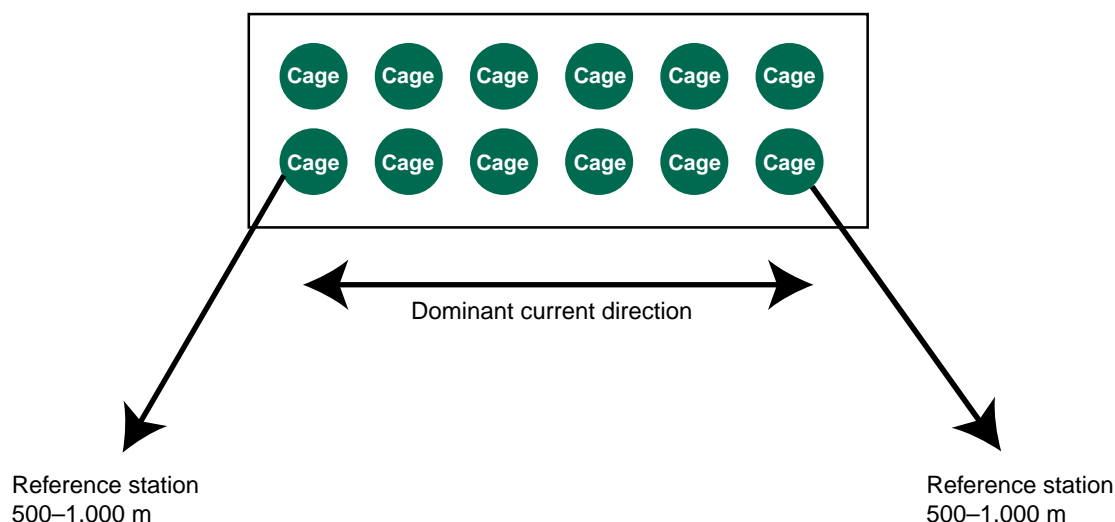 Cage Cage Cage Cage Cage Cage
Cage Cage Cage Cage Cage Cage
Dominant current direction
Reference station
500–1,000 m
Reference station
500–1,000 m